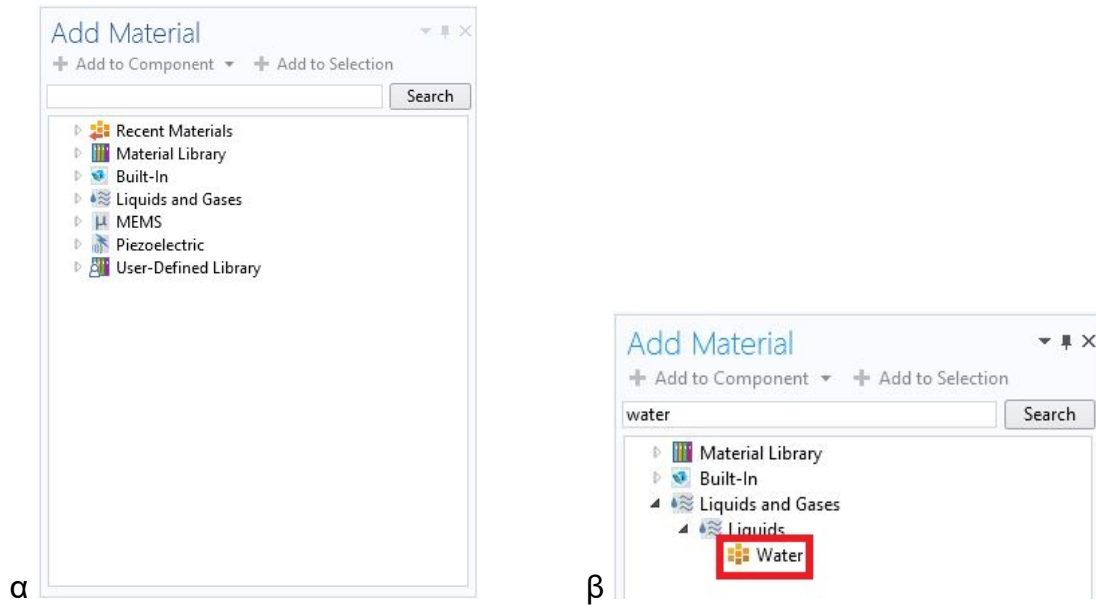 Add Material
Add to Component Add to Selection
Search
Recent Materials
Material Library
Built-In
Liquids and Gases
μ MEMS
Piezoelectric
User-Defined Library
α
Add Material
Add to Component Add to Selection
water Search
Material Library
Built-In
Liquids and Gases
Liquids
Water
β